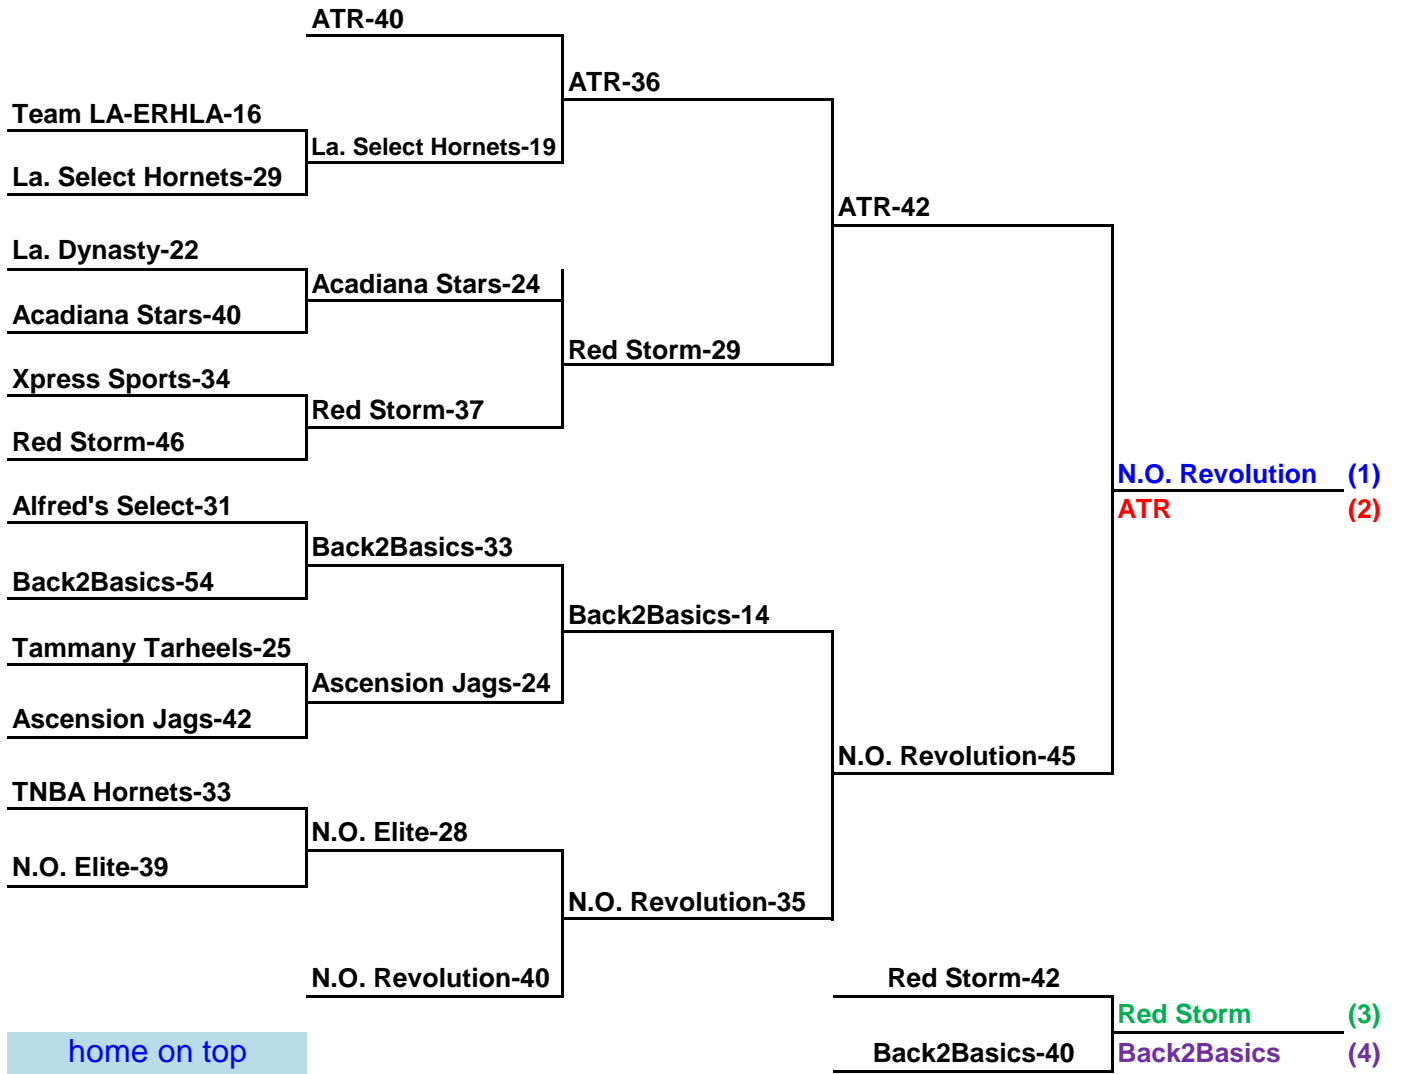 ATR-40
ATR-36
Team LA-ERHLA-16
La. Select Hornets-19
La. Select Hornets-29
ATR-42
La. Dynasty-22
Acadiana Stars-24
Acadiana Stars-40
Red Storm-29
Xpress Sports-34
Red Storm-37
Red Storm-46
N.O. Revolution (1)
ATR (2)
Alfred's Select-31
Back2Basics-33
Back2Basics-54
Back2Basics-14
Tammany Tarheels-25
Ascension Jags-24
Ascension Jags-42
N.O. Revolution-45
TNBA Hornets-33
N.O. Elite-28
N.O. Elite-39
N.O. Revolution-35
N.O. Revolution-40
Red Storm-42
Red Storm (3)
home on top
Back2Basics-40
Back2Basics (4)